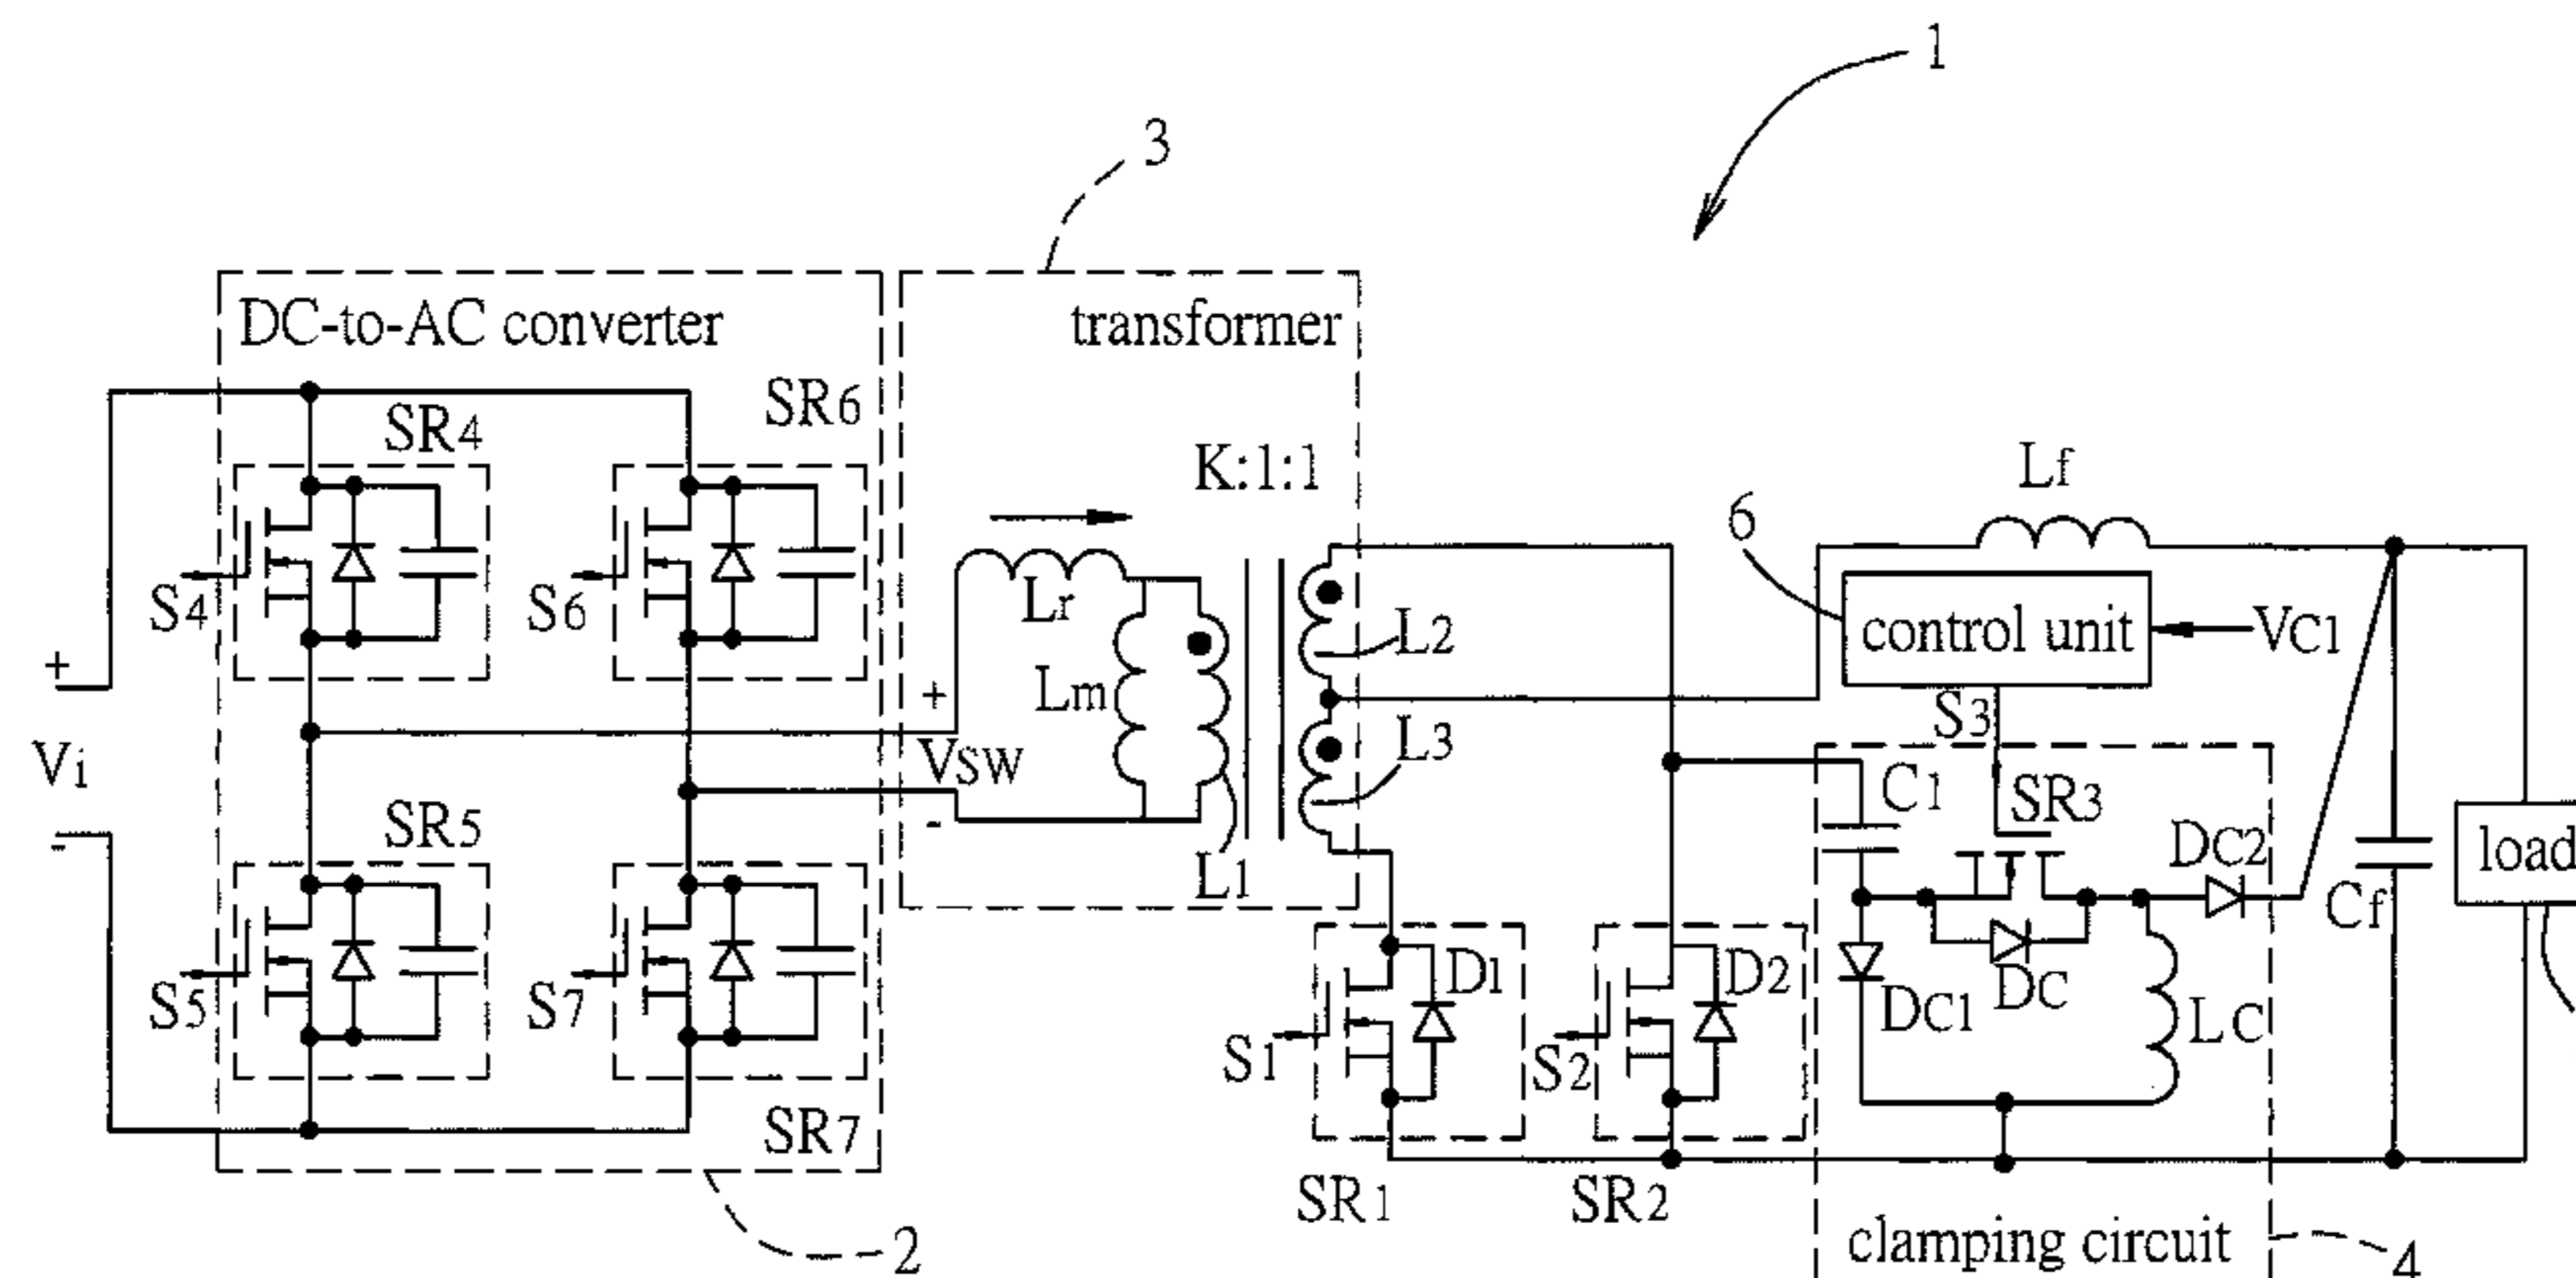 1
3
DC-to-AC converter
transformer
SR4
SR6
K:1:1
Lf
6
S4
S6
Lr
L2
control unit
VC1
+
Vi
-
+
Lm
VSW
-
L3
S3
C1
SR3
SR5
L1
DC2
Cf
load
S5
S7
D1
D2
DC1
DC
LC
S1
S2
SR7
SR1
SR2
2
clamping circuit
4